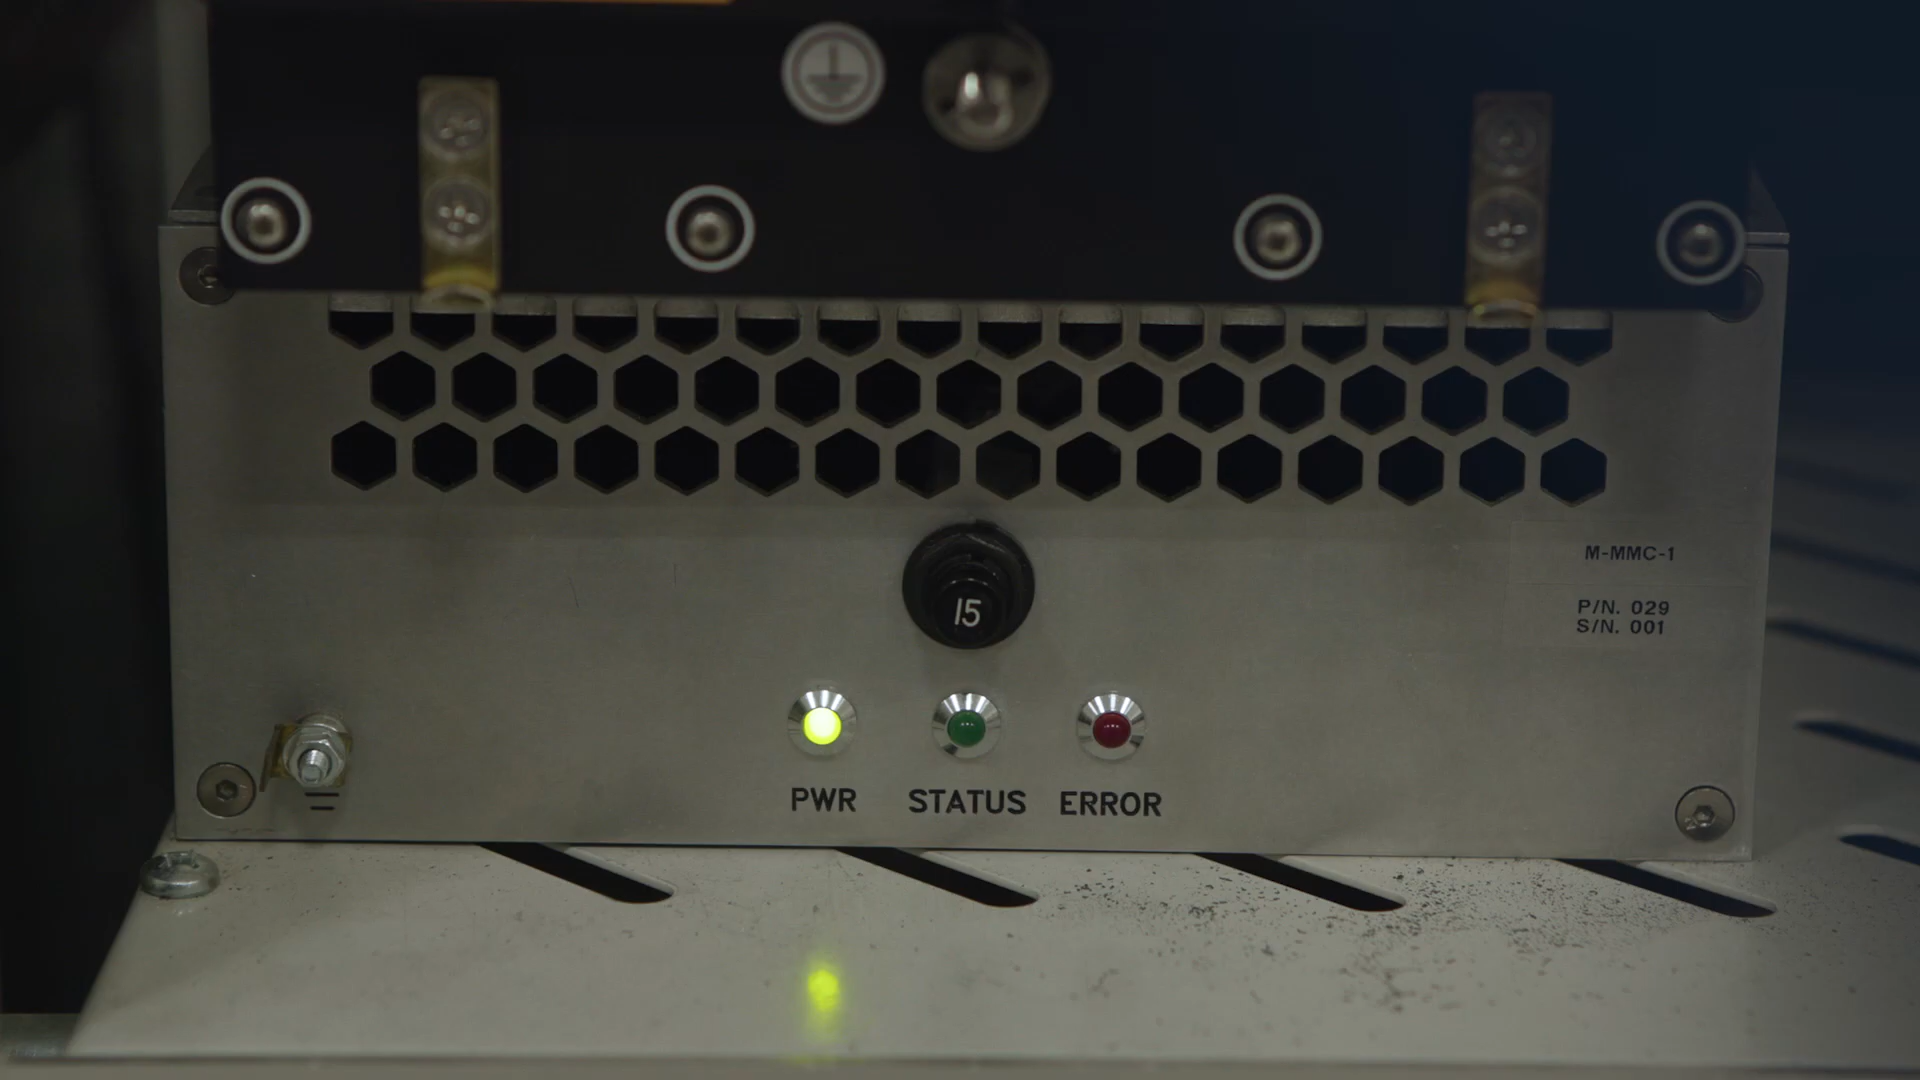 M-MMC-1
P/N. 029
S/N. 001
15
PWR STATUS ERROR